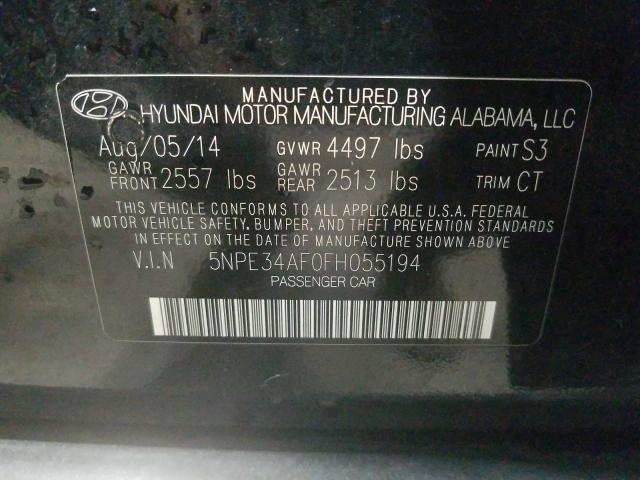 MANUFACTURED BY
HYUNDAI MOTOR MANUFACTURING ALABAMA, LLC
Aug/05/14 GVWR 4497 lbs PAINT S3
GAWR FRONT 2557 lbs GAWR REAR 2513 lbs TRIM CT
THIS VEHICLE CONFORMS TO ALL APPLICABLE U.S.A. FEDERAL
MOTOR VEHICLE SAFETY, BUMPER, AND THEFT PREVENTION STANDARDS
IN EFFECT ON THE DATE OF MANUFACTURE SHOWN ABOVE
V.I.N 5NPE34AF0FH055194
PASSENGER CAR